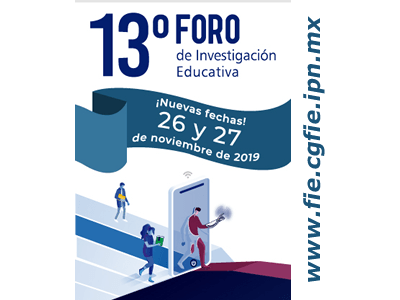 13º FORO
de Investigación
Educativa
¡Nuevas fechas!
26 y 27
de noviembre de 2019
www.fie.cgfie.ipn.mx